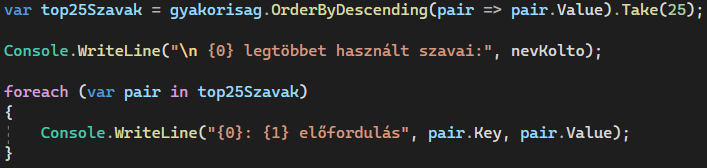 var top25Szavak = gyakorisag.OrderByDescending(pair => pair.Value).Take(25);
Console.WriteLine("\n {0} legtöbbet használt szavai:", nevKolto);
foreach (var pair in top25Szavak)
{
Console.WriteLine("{0}: {1} előfordulás", pair.Key, pair.Value);
}